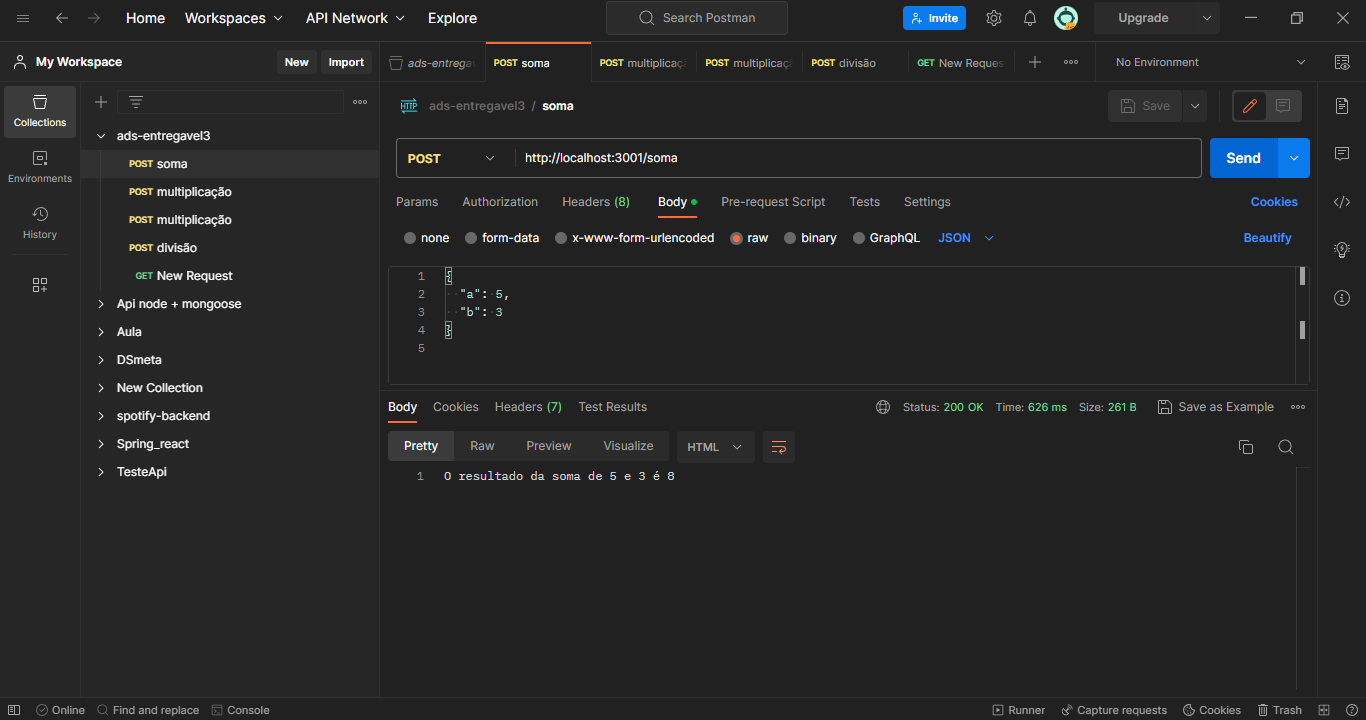 Home Workspaces API Network Explore Search Postman Invite Upgrade
My Workspace New Import ads-entregav POST soma POST multiplicaç POST multiplicaç POST divisão GET New Reques No Environment
Collections
Environments
History
ads-entregavel3
POST soma
POST multiplicação
POST multiplicação
POST divisão
GET New Request
Api node + mongoose
Aula
DSmeta
New Collection
spotify-backend
Spring_react
TesteApi
HTTP ads-entregavel3 / soma Save
POST http://localhost:3001/soma Send
Params Authorization Headers (8) Body Pre-request Script Tests Settings Cookies
none form-data x-www-form-urlencoded raw binary GraphQL JSON Beautify
1 {
2 "a": 5,
3 "b": 3
4 }
5
Body Cookies Headers (7) Test Results Status: 200 OK Time: 626 ms Size: 261 B Save as Example
Pretty Raw Preview Visualize HTML
1 O resultado da soma de 5 e 3 é 8
Online Find and replace Console Runner Capture requests Cookies Trash